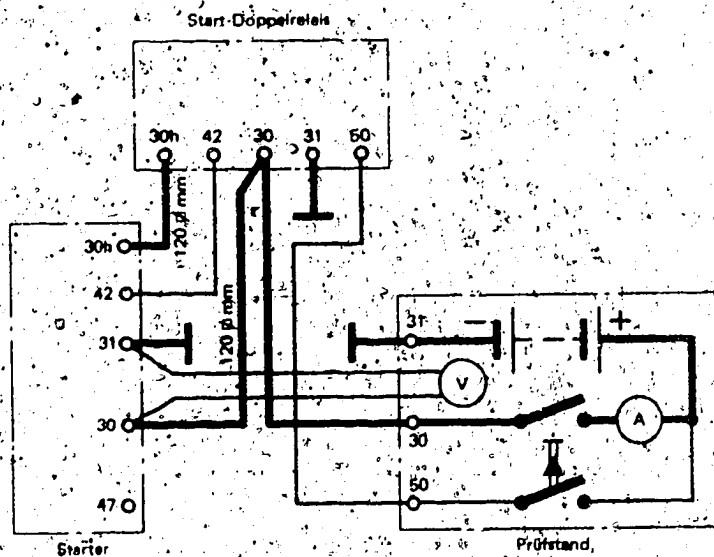 Start-Doppelrelais
30h 42 30 31 50
120 ø mm
30h
120 ø mm
42
31
31 − +
V
30
A
30
50
47
Starter
Prüfstand